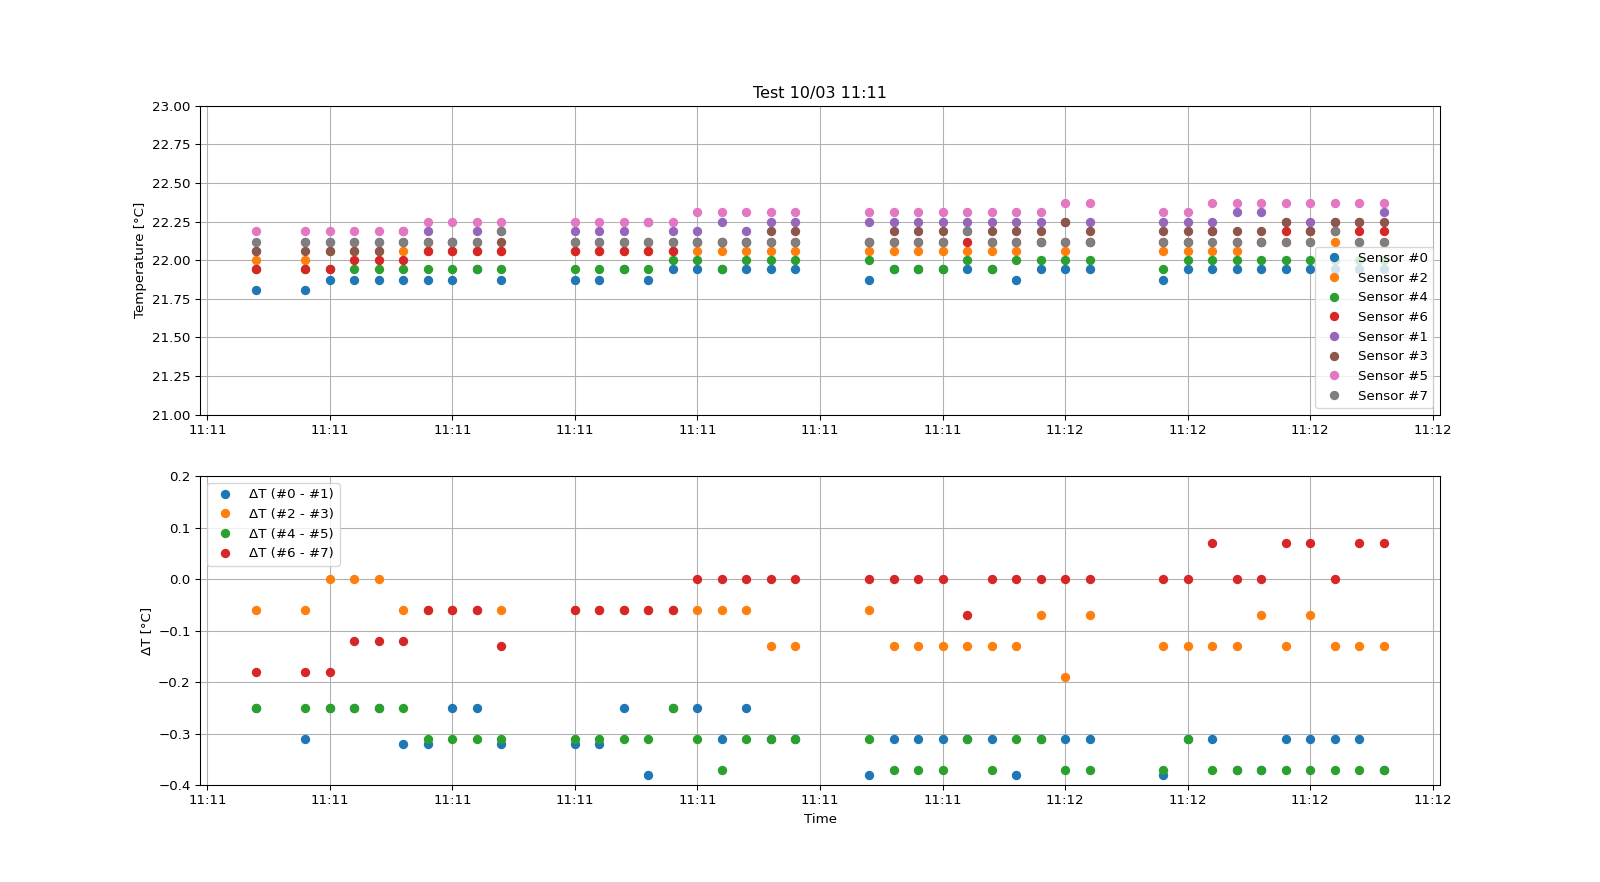 Test 10/03 11:11
Temperature [°C]
23.00
22.75
22.50
22.25
22.00
21.75
21.50
21.25
21.00
Sensor #0
Sensor #2
Sensor #4
Sensor #6
Sensor #1
Sensor #3
Sensor #5
Sensor #7
11:11 11:11 11:11 11:11 11:11 11:11 11:11 11:12 11:12 11:12 11:12
ΔT [°C]
0.2
0.1
0.0
−0.1
−0.2
−0.3
−0.4
ΔT (#0 - #1)
ΔT (#2 - #3)
ΔT (#4 - #5)
ΔT (#6 - #7)
11:11 11:11 11:11 11:11 11:11 11:11 11:11 11:12 11:12 11:12 11:12
Time